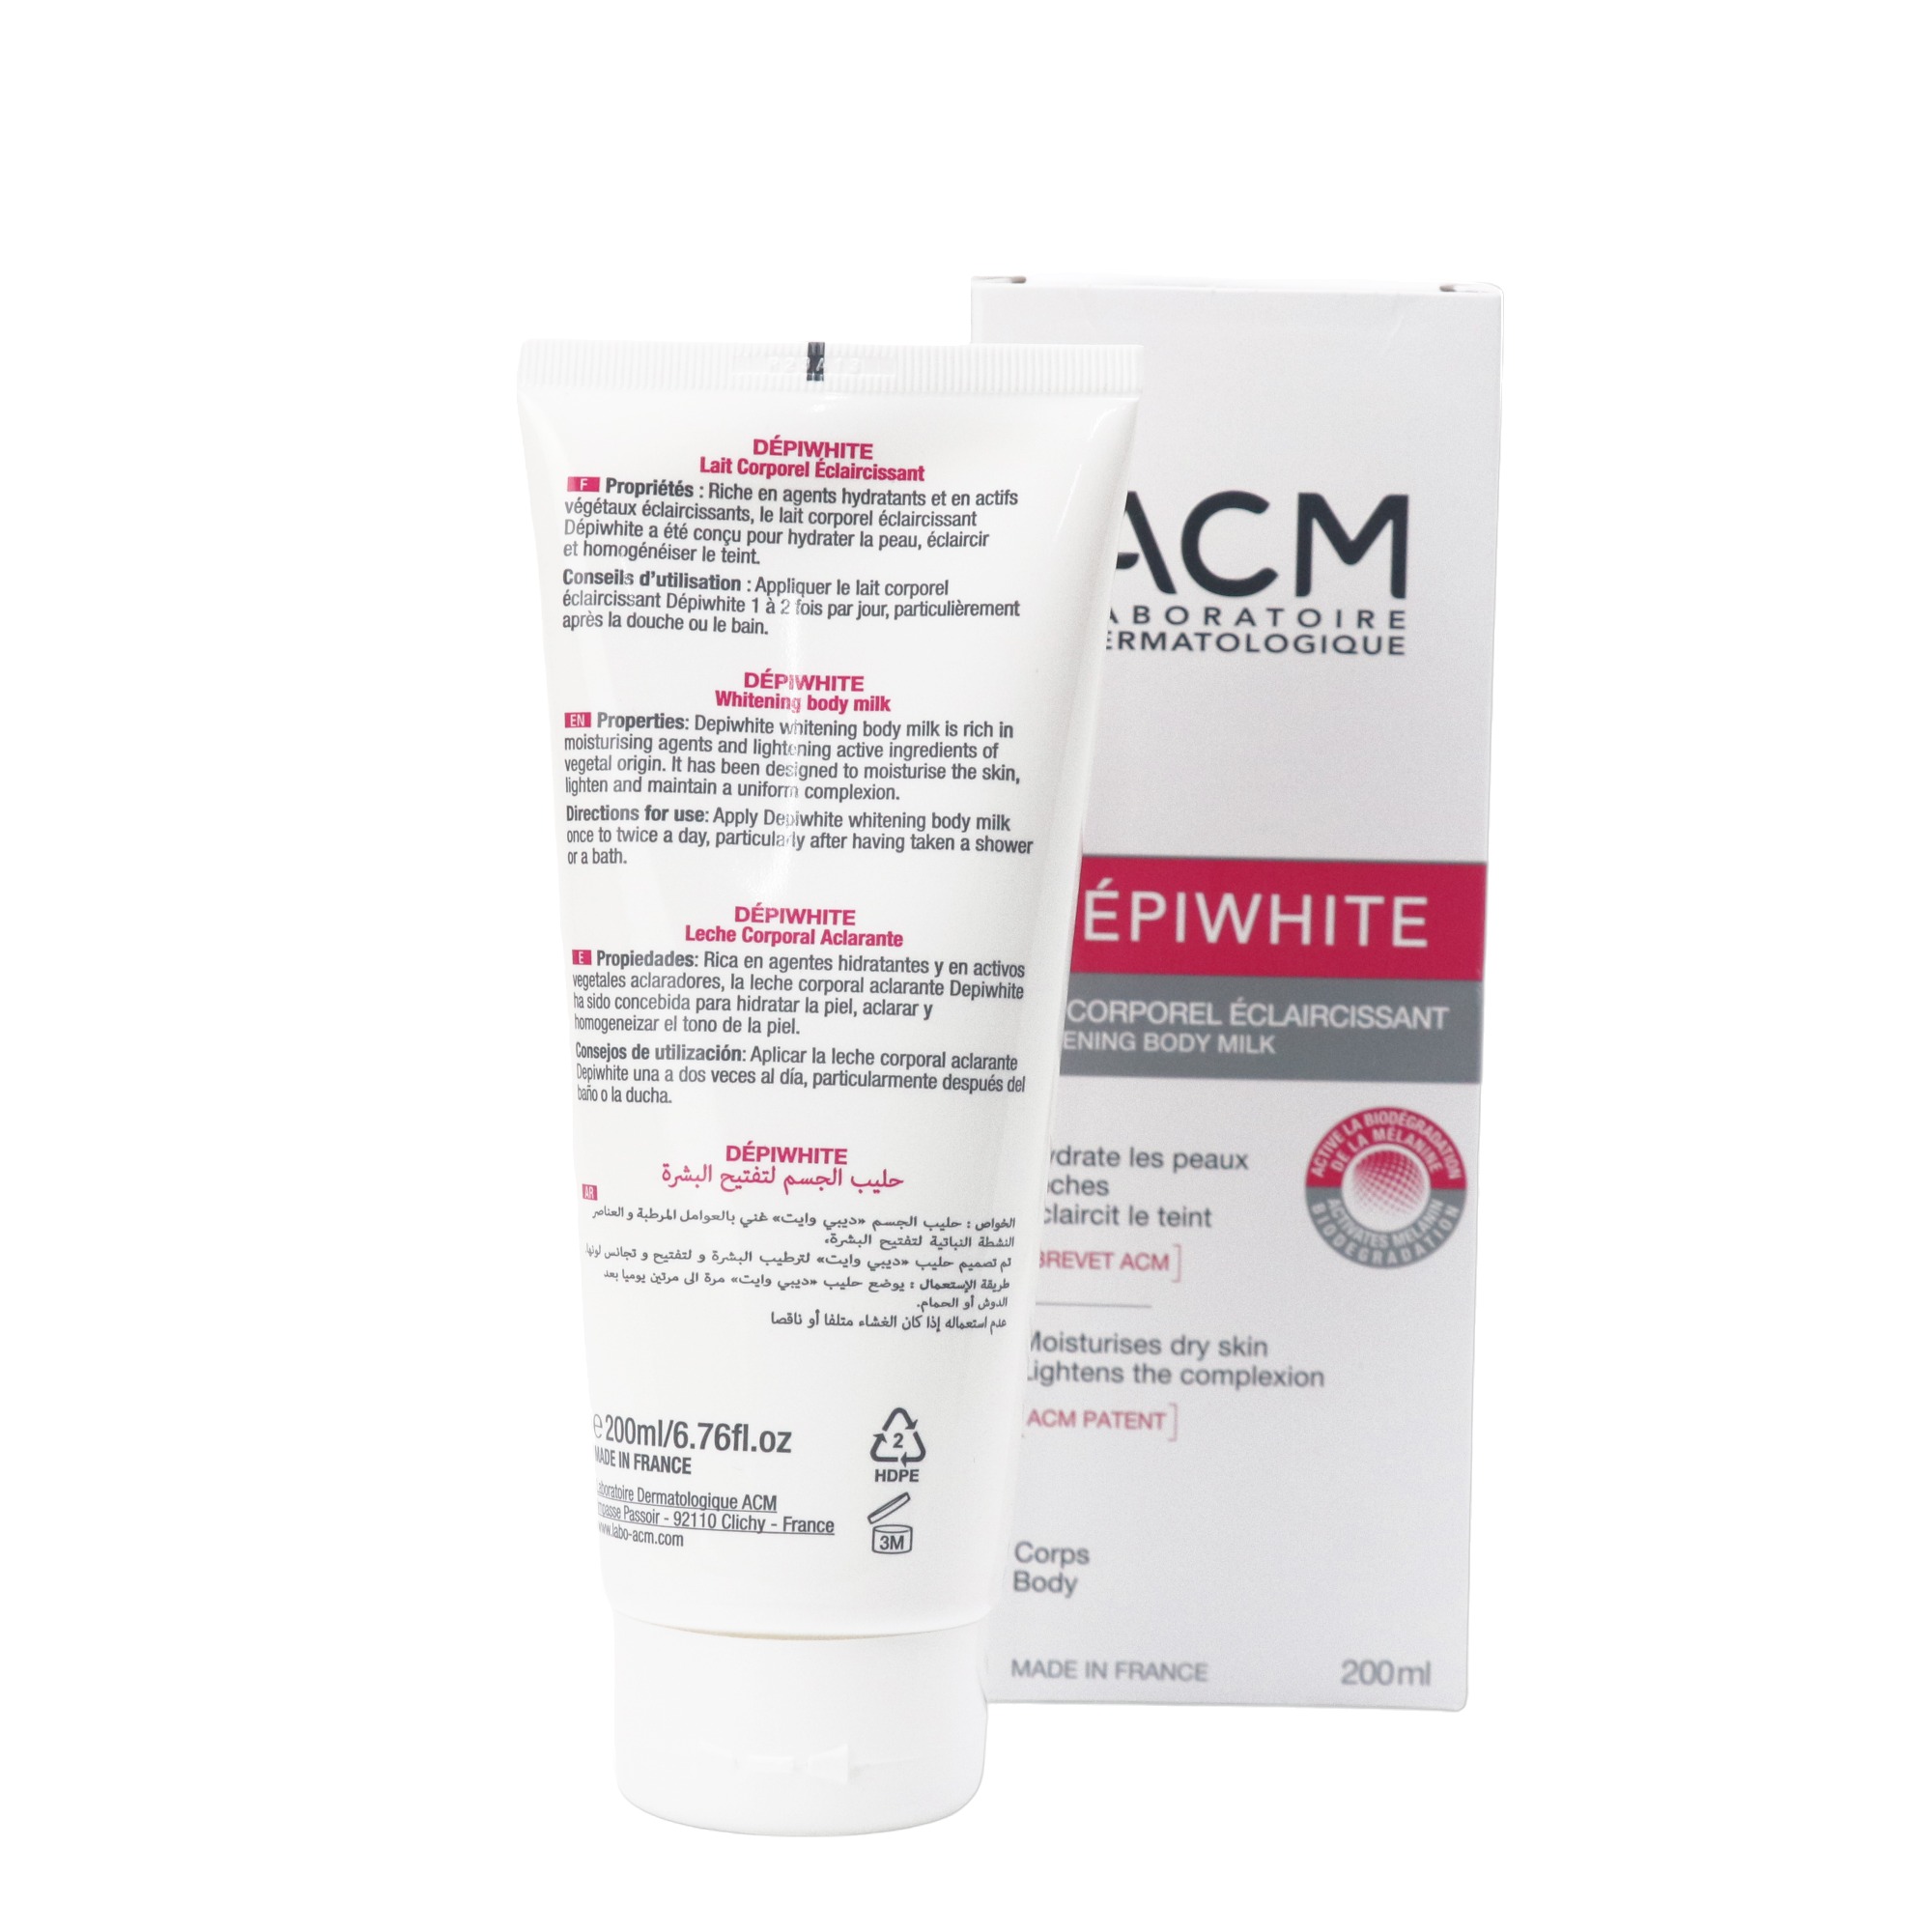 DÉPIWHITE
Lait Corporel Éclaircissant
F Propriétés : Riche en agents hydratants et en actifs
végétaux éclaircissants, le lait corporel éclaircissant
Dépiwhite a été conçu pour hydrater la peau, éclaircir
et homogénéiser le teint.
Conseils d'utilisation : Appliquer le lait corporel
éclaircissant Dépiwhite 1 à 2 fois par jour, particulièrement
après la douche ou le bain.
DÉPIWHITE
Whitening body milk
EN Properties: Depiwhite whitening body milk is rich in
moisturising agents and lightening active ingredients of
vegetal origin. It has been designed to moisturise the skin,
lighten and maintain a uniform complexion.
Directions for use: Apply Depiwhite whitening body milk
once to twice a day, particularly after having taken a shower
or a bath.
DÉPIWHITE
Leche Corporal Aclarante
E Propiedades: Rica en agentes hidratantes y en activos
vegetales aclaradores, la leche corporal aclarante Depiwhite
ha sido concebida para hidratar la piel, aclarar y
homogeneizar el tono de la piel.
Consejos de utilización: Aplicar la leche corporal aclarante
Depiwhite una a dos veces al día, particularmente después del
baño o la ducha.
DÉPIWHITE
حليب الجسم لتفتيح البشرة
AR
الخواص : حليب الجسم «ديبي وايت» غني بالعوامل المرطبة و العناصر
النشطة النباتية لتفتيح البشرة،
تم تصميم حليب «ديبي وايت» لترطيب البشرة و لتفتيح و تجانس لونها.
طريقة الإستعمال : يوضع حليب «ديبي وايت» مرة الى مرتين يوميا بعد
الدوش أو الحمام.
عدم استعماله إذا كان الغشاء متلفا أو ناقصا
e 200ml/6.76fl.oz
MADE IN FRANCE
Laboratoire Dermatologique ACM
Passoir - 92110 Clichy - France
www.labo-acm.com
2
HDPE
3M
ACM
ABORATOIRE
ERMATOLOGIQUE
ÉPIWHITE
CORPOREL ÉCLAIRCISSANT
ENING BODY MILK
ydrate les peaux
ches
claircit le teint
BREVET ACM]
Moisturises dry skin
Lightens the complexion
ACM PATENT]
ACTIVE LA BIODÉGRADATION
DE LA MÉLANINE
ACTIVATES MELANIN
BIODEGRADATION
Corps
Body
MADE IN FRANCE 200ml